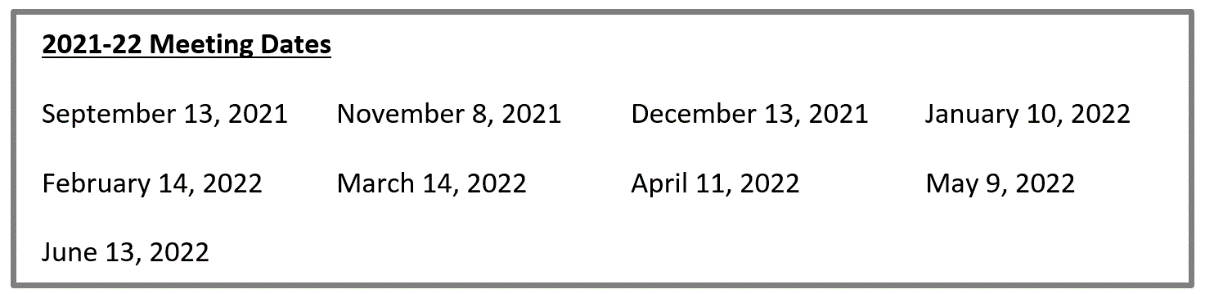 2021-22 Meeting Dates
September 13, 2021 November 8, 2021 December 13, 2021 January 10, 2022
February 14, 2022 March 14, 2022 April 11, 2022 May 9, 2022
June 13, 2022